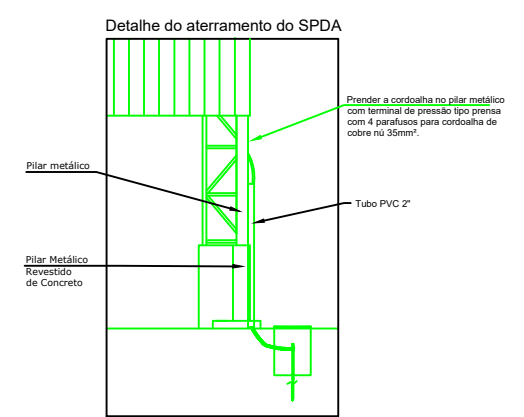 Detalhe do aterramento do SPDA
Prender a cordoalha no pilar metálico
com terminal de pressão tipo prensa
com 4 parafusos para cordoalha de
cobre nú 35mm².
Pilar metálico
Tubo PVC 2"
Pilar Metálico
Revestido
de Concreto